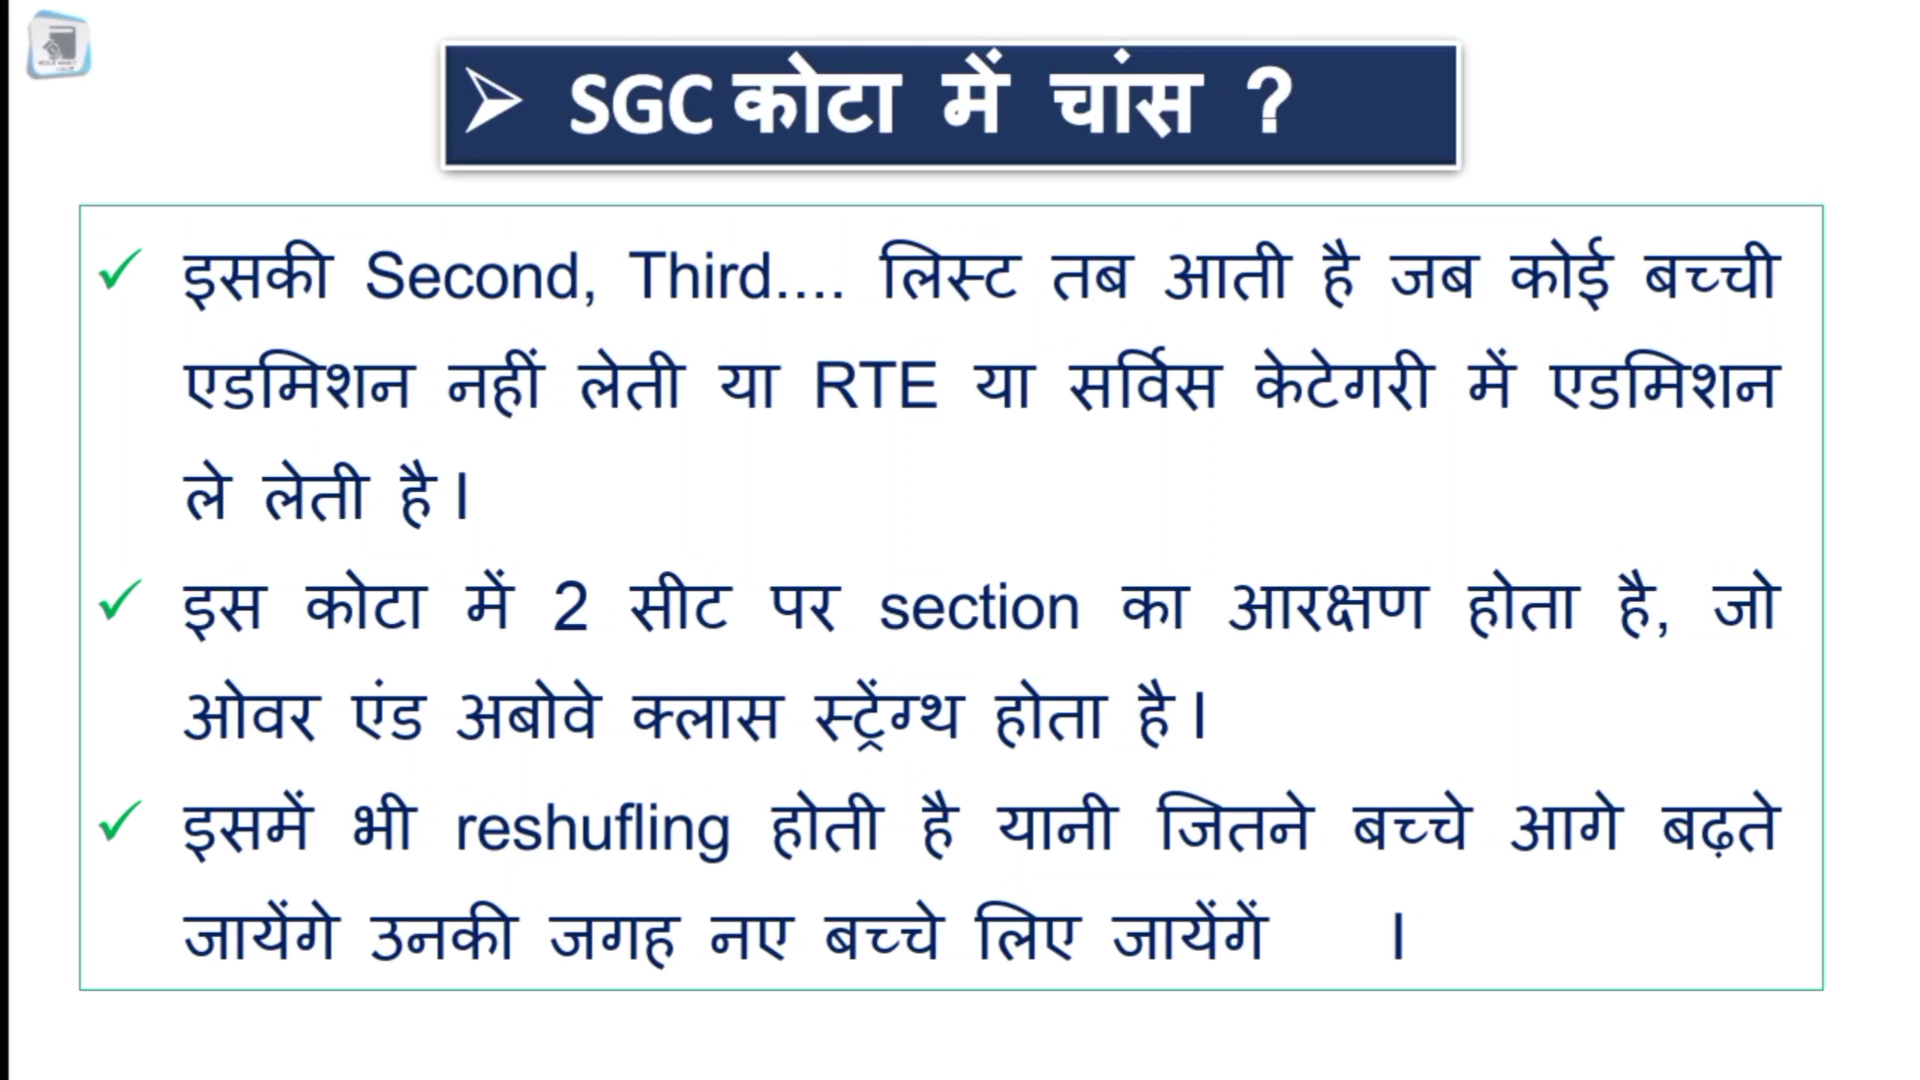 SGC कोटा में चांस ?
इसकी Second, Third.... लिस्ट तब आती है जब कोई बच्ची
एडमिशन नहीं लेती या RTE या सर्विस केटेगरी में एडमिशन
ले लेती है।
इस कोटा में 2 सीट पर section का आरक्षण होता है, जो
ओवर एंड अबोवे क्लास स्ट्रेंग्थ होता है।
इसमें भी reshufling होती है यानी जितने बच्चे आगे बढ़ते
जायेंगे उनकी जगह नए बच्चे लिए जायेंगें ।